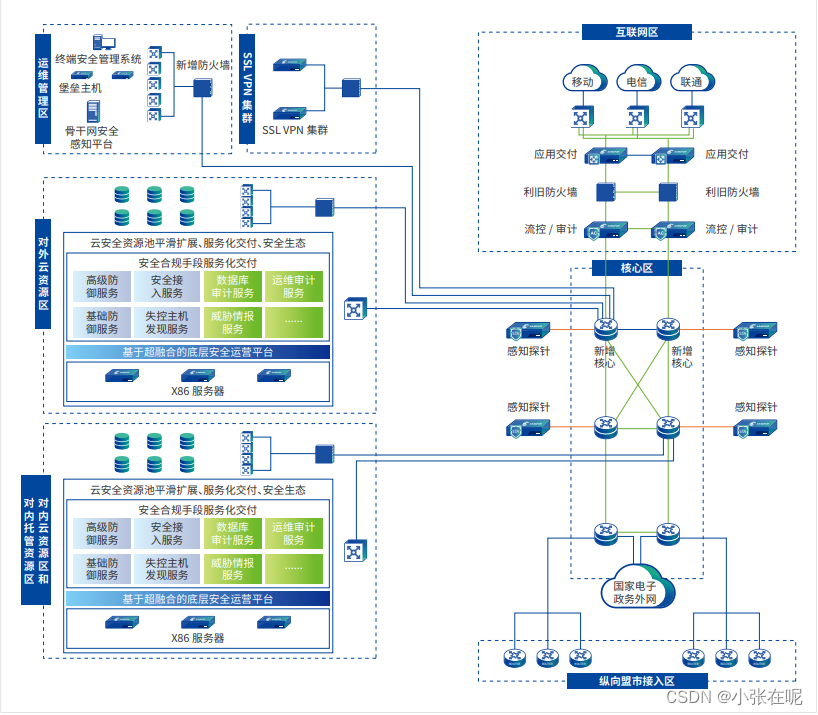 运维管理区
终端安全管理系统
堡垒主机
骨干网安全
感知平台
新增防火墙
SSL VPN 集群
SSL VPN 集群
互联网区
移动
电信
联通
应用交付
应用交付
利旧防火墙
利旧防火墙
流控 / 审计
流控 / 审计
对外云资源区
云安全资源池平滑扩展、服务化交付、安全生态
安全合规手段服务化交付
高级防
御服务
安全接
入服务
数据库
审计服务
运维审计
服务
基础防
御服务
失控主机
发现服务
威胁情报
服务
......
基于超融合的底层安全运营平台
X86 服务器
核心区
感知探针
新增
核心
新增
核心
感知探针
感知探针
感知探针
对内云资源区和
对内托管资源区
云安全资源池平滑扩展、服务化交付、安全生态
安全合规手段服务化交付
高级防
御服务
安全接
入服务
数据库
审计服务
运维审计
服务
基础防
御服务
失控主机
发现服务
威胁情报
服务
......
基于超融合的底层安全运营平台
X86 服务器
国家电子
政务外网
纵向盟市接入区
CSDN @小张在呢